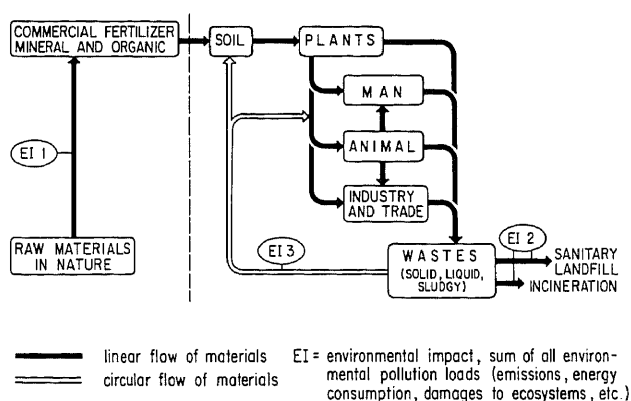 COMMERCIAL FERTILIZER
MINERAL AND ORGANIC
SOIL
PLANTS
MAN
EI 1
ANIMAL
INDUSTRY
AND TRADE
RAW MATERIALS
IN NATURE
EI 3
WASTES
(SOLID, LIQUID,
SLUDGY)
EI 2
SANITARY
LANDFILL
INCINERATION
linear flow of materials
circular flow of materials
EI = environmental impact, sum of all environ-
mental pollution loads (emissions, energy
consumption, damages to ecosystems, etc.)